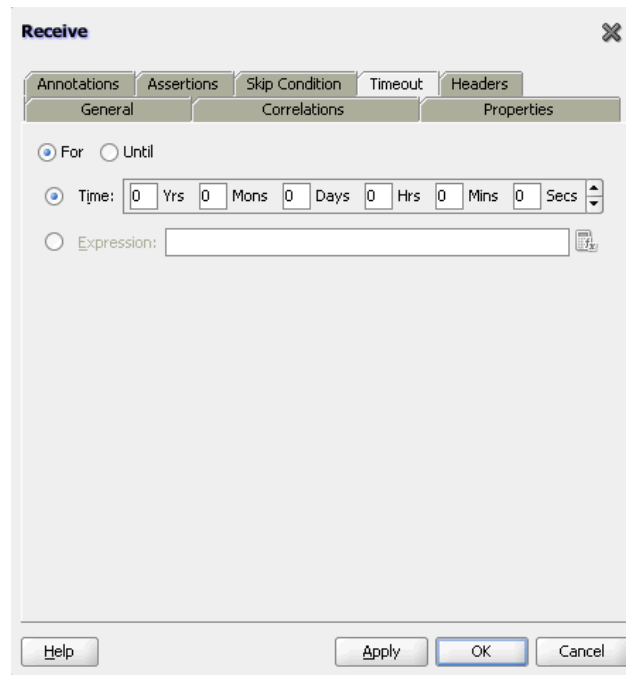 Receive
Annotations Assertions Skip Condition Timeout Headers
General Correlations Properties
For Until
Time: 0 Yrs 0 Mons 0 Days 0 Hrs 0 Mins 0 Secs
Expression:
Help Apply OK Cancel